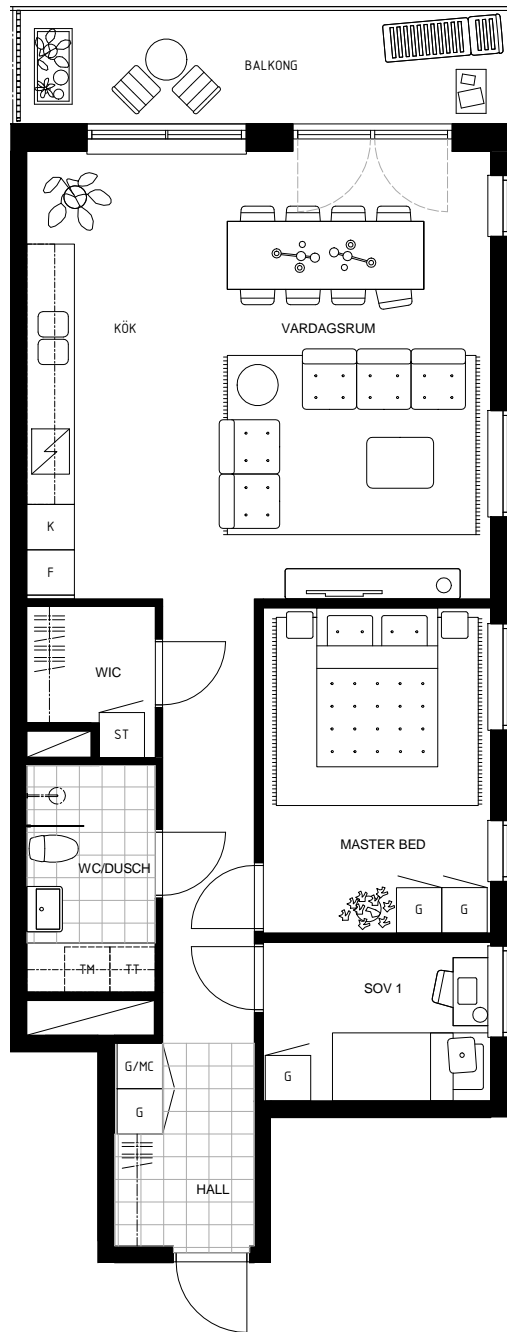 BALKONG
KÖK
VARDAGSRUM
K
F
WIC
ST
MASTER BED
WC/DUSCH
G
G
TM
TT
SOV 1
G/MC
G
G
HALL